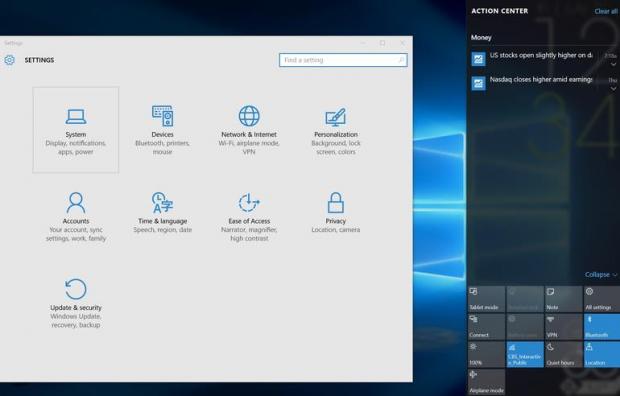 Settings
SETTINGS
Find a setting
System
Display, notifications,
apps, power
Devices
Bluetooth, printers,
mouse
Network & Internet
Wi-Fi, airplane mode,
VPN
Personalization
Background, lock
screen, colors
Accounts
Your account, sync
settings, work, family
Time & language
Speech, region, date
Ease of Access
Narrator, magnifier,
high contrast
Privacy
Location, camera
Update & security
Windows Update,
recovery, backup
ACTION CENTER
Clear all
Money
US stocks open slightly higher on
Nasdaq closes higher amid earnings
Thu
Collapse
Tablet mode
Note
All settings
Connect
VPN
Bluetooth
100%
CBS_Interactiv
e_Public
Quiet hours
Location
Airplane mode